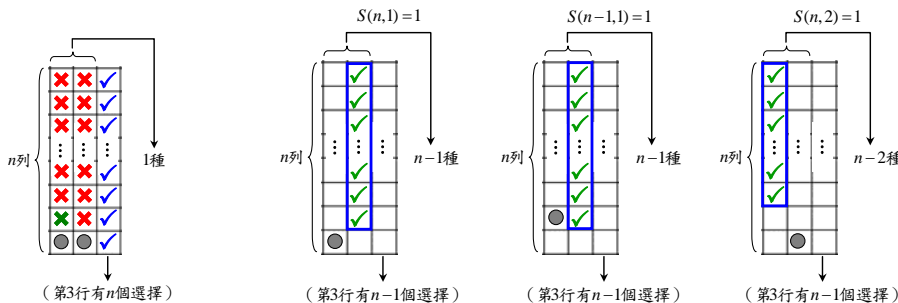 S(n,1)=1
S(n−1,1)=1
S(n,2)=1
n列
1種
n列
n−1種
n列
n−1種
n列
n−2種
（第3行有n個選擇）
（第3行有n−1個選擇）
（第3行有n−1個選擇）
（第3行有n−1個選擇）